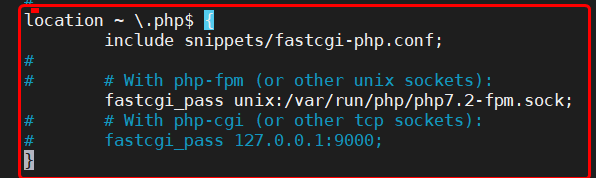 #
location ~ \.php$ {
        include snippets/fastcgi-php.conf;
#
#       # With php-fpm (or other unix sockets):
        fastcgi_pass unix:/var/run/php/php7.2-fpm.sock;
#       # With php-cgi (or other tcp sockets):
#       fastcgi_pass 127.0.0.1:9000;
}